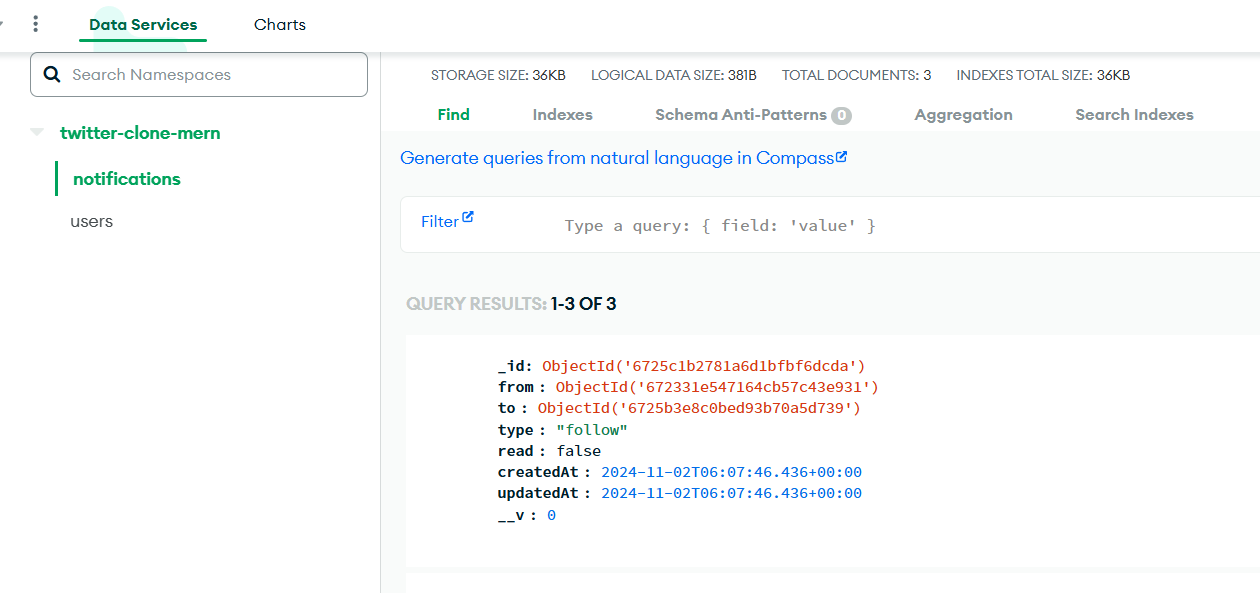 Data Services
Charts
Search Namespaces
twitter-clone-mern
notifications
users
STORAGE SIZE: 36KB LOGICAL DATA SIZE: 381B TOTAL DOCUMENTS: 3 INDEXES TOTAL SIZE: 36KB
Find Indexes Schema Anti-Patterns 0 Aggregation Search Indexes
Generate queries from natural language in Compass
Filter Type a query: { field: 'value' }
QUERY RESULTS: 1-3 OF 3
_id: ObjectId('6725c1b2781a6d1bfbf6dcda')
from : ObjectId('672331e547164cb57c43e931')
to : ObjectId('6725b3e8c0bed93b70a5d739')
type : "follow"
read : false
createdAt : 2024-11-02T06:07:46.436+00:00
updatedAt : 2024-11-02T06:07:46.436+00:00
__v : 0